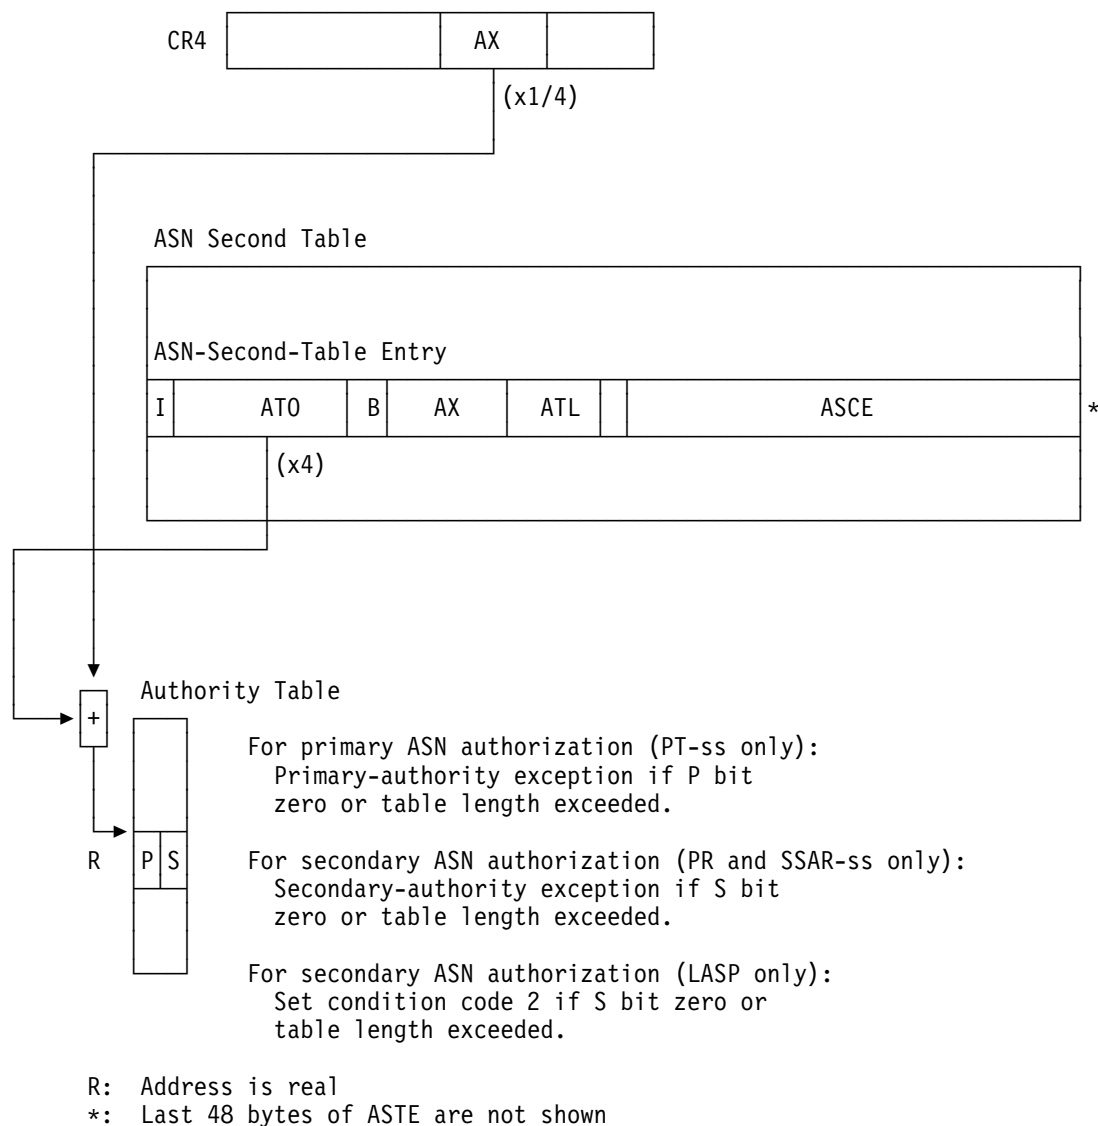 CR4 AX
(x1/4)
ASN Second Table
ASN-Second-Table Entry
I ATO B AX ATL ASCE *
(x4)
Authority Table
+
For primary ASN authorization (PT-ss only):
Primary-authority exception if P bit
zero or table length exceeded.
R P S For secondary ASN authorization (PR and SSAR-ss only):
Secondary-authority exception if S bit
zero or table length exceeded.
For secondary ASN authorization (LASP only):
Set condition code 2 if S bit zero or
table length exceeded.
R: Address is real
*: Last 48 bytes of ASTE are not shown